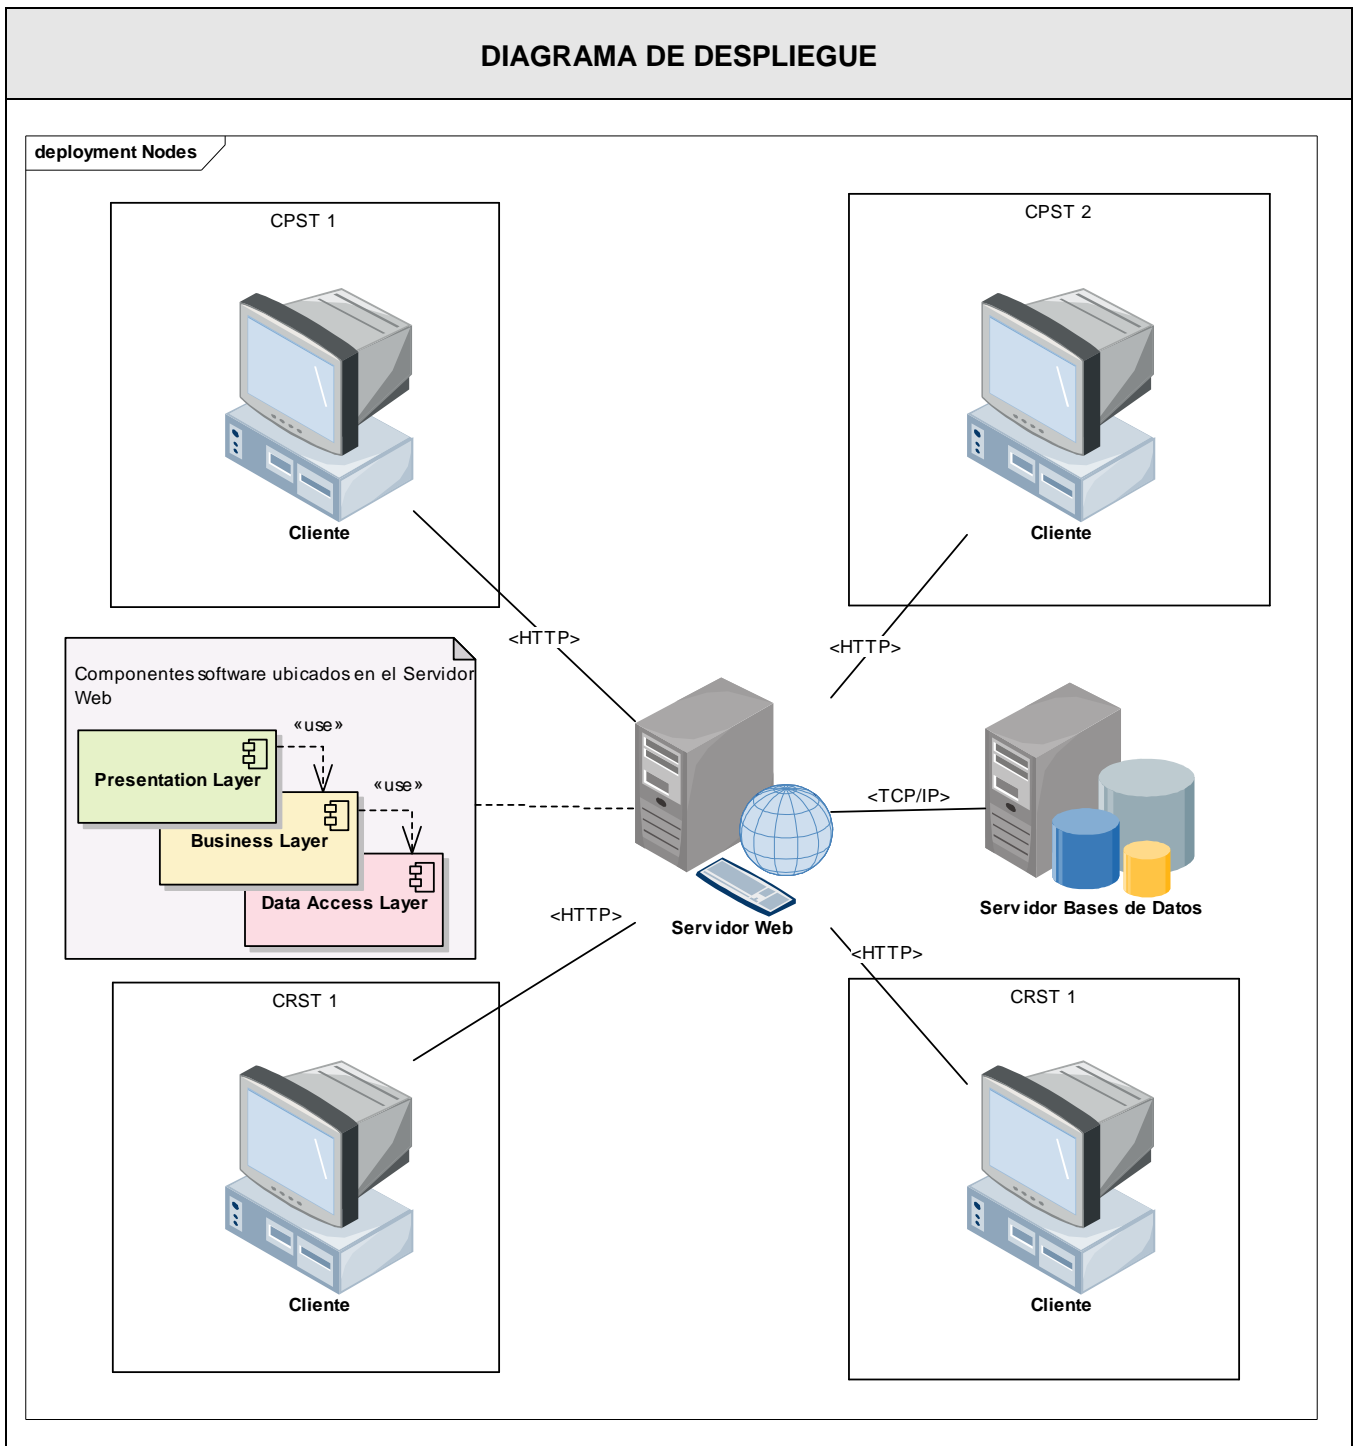 DIAGRAMA DE DESPLIEGUE
deployment Nodes
CPST 1
CPST 2
Cliente
Cliente
<HTTP>
<HTTP>
Componentes software ubicados en el Servidor
Web
«use»
Presentation Layer
«use»
Business Layer
Data Access Layer
<TCP/IP>
Servidor Web
Servidor Bases de Datos
<HTTP>
<HTTP>
CRST 1
CRST 1
Cliente
Cliente